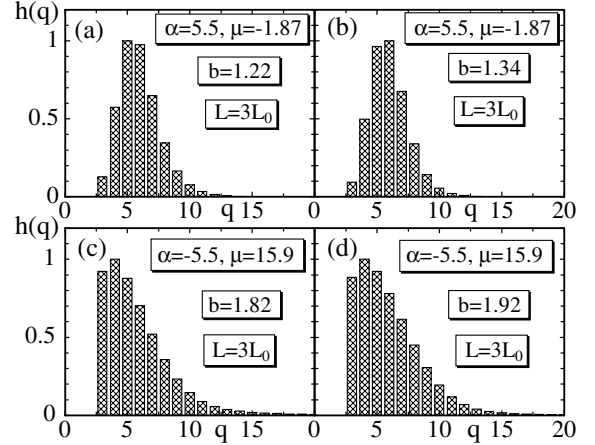 h(q)
(a)
α=5.5, μ=-1.87
b=1.22
L=3L₀
1
0.5
0
0
5
10
q
15
(b)
α=5.5, μ=-1.87
b=1.34
L=3L₀
0
5
10
q
15
20
h(q)
(c)
α=-5.5, μ=15.9
b=1.82
L=3L₀
1
0.5
0
0
5
q
10
15
(d)
α=-5.5, μ=15.9
b=1.92
L=3L₀
0
5
q
10
15
20